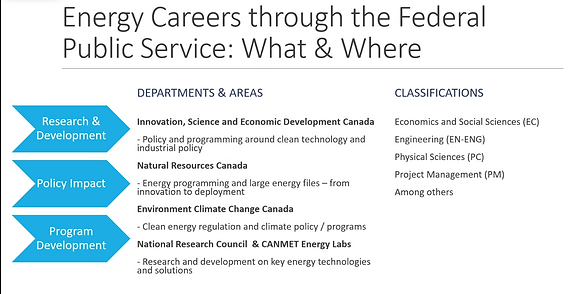 Energy Careers through the Federal
Public Service: What & Where
Research &
Development
Policy Impact
Program
Development
DEPARTMENTS & AREAS
Innovation, Science and Economic Development Canada
- Policy and programming around clean technology and
industrial policy
Natural Resources Canada
- Energy programming and large energy files – from
innovation to deployment
Environment Climate Change Canada
- Clean energy regulation and climate policy / programs
National Research Council & CANMET Energy Labs
- Research and development on key energy technologies
and solutions
CLASSIFICATIONS
Economics and Social Sciences (EC)
Engineering (EN-ENG)
Physical Sciences (PC)
Project Management (PM)
Among others